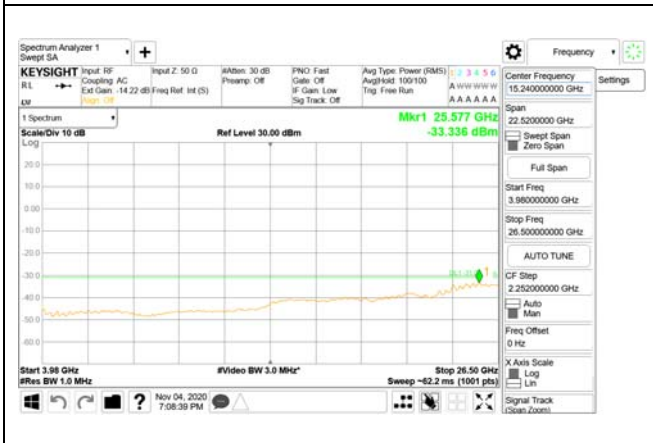 Spectrum Analyzer 1
Swept SA
Frequency
KEYSIGHT
RL
Input: RF
Coupling: AC
Ext Gain: -14.22 dB
Align: Off
Input Z: 50 Ω
Freq Ref: Int (S)
#Atten: 30 dB
Preamp: Off
PNO: Fast
Gate: Off
IF Gain: Low
Sig Track: Off
Avg Type: Power (RMS)
Avg|Hold: 100/100
Trig: Free Run
1 2 3 4 5 6
A W W W W W
A A A A A A
1 Spectrum
Scale/Div 10 dB
Log
Ref Level 30.00 dBm
Mkr1 25.577 GHz
-33.336 dBm
20.0
10.0
0.00
-10.0
-20.0
-30.0
-40.0
-50.0
-60.0
1
Start 3.98 GHz
#Res BW 1.0 MHz
#Video BW 3.0 MHz*
Stop 26.50 GHz
Sweep ~62.2 ms (1001 pts)
Nov 04, 2020
7:08:39 PM
Center Frequency
15.240000000 GHz
Settings
Span
22.5200000 GHz
Swept Span
Zero Span
Full Span
Start Freq
3.980000000 GHz
Stop Freq
26.500000000 GHz
AUTO TUNE
CF Step
2.252000000 GHz
Auto
Man
Freq Offset
0 Hz
X Axis Scale
Log
Lin
Signal Track
(Span Zoom)